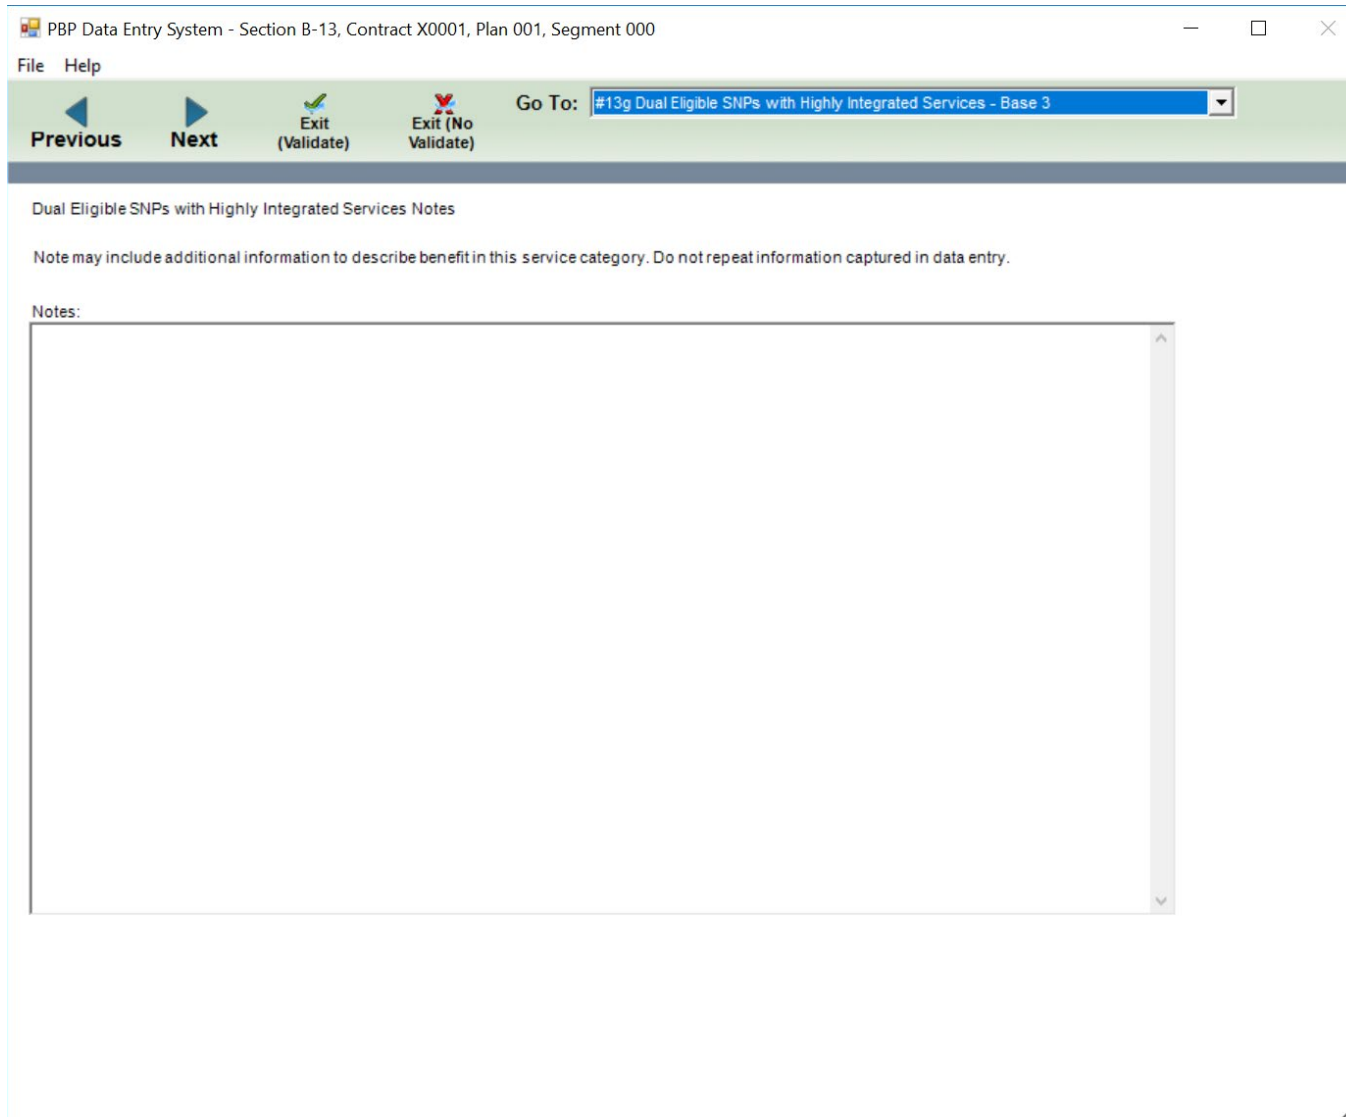 PBP Data Entry System - Section B-13, Contract X0001, Plan 001, Segment 000
File Help
Previous
Next
Exit
(Validate)
Exit (No
Validate)
Go To:
#13g Dual Eligible SNPs with Highly Integrated Services - Base 3
Dual Eligible SNPs with Highly Integrated Services Notes
Note may include additional information to describe benefit in this service category. Do not repeat information captured in data entry.
Notes: